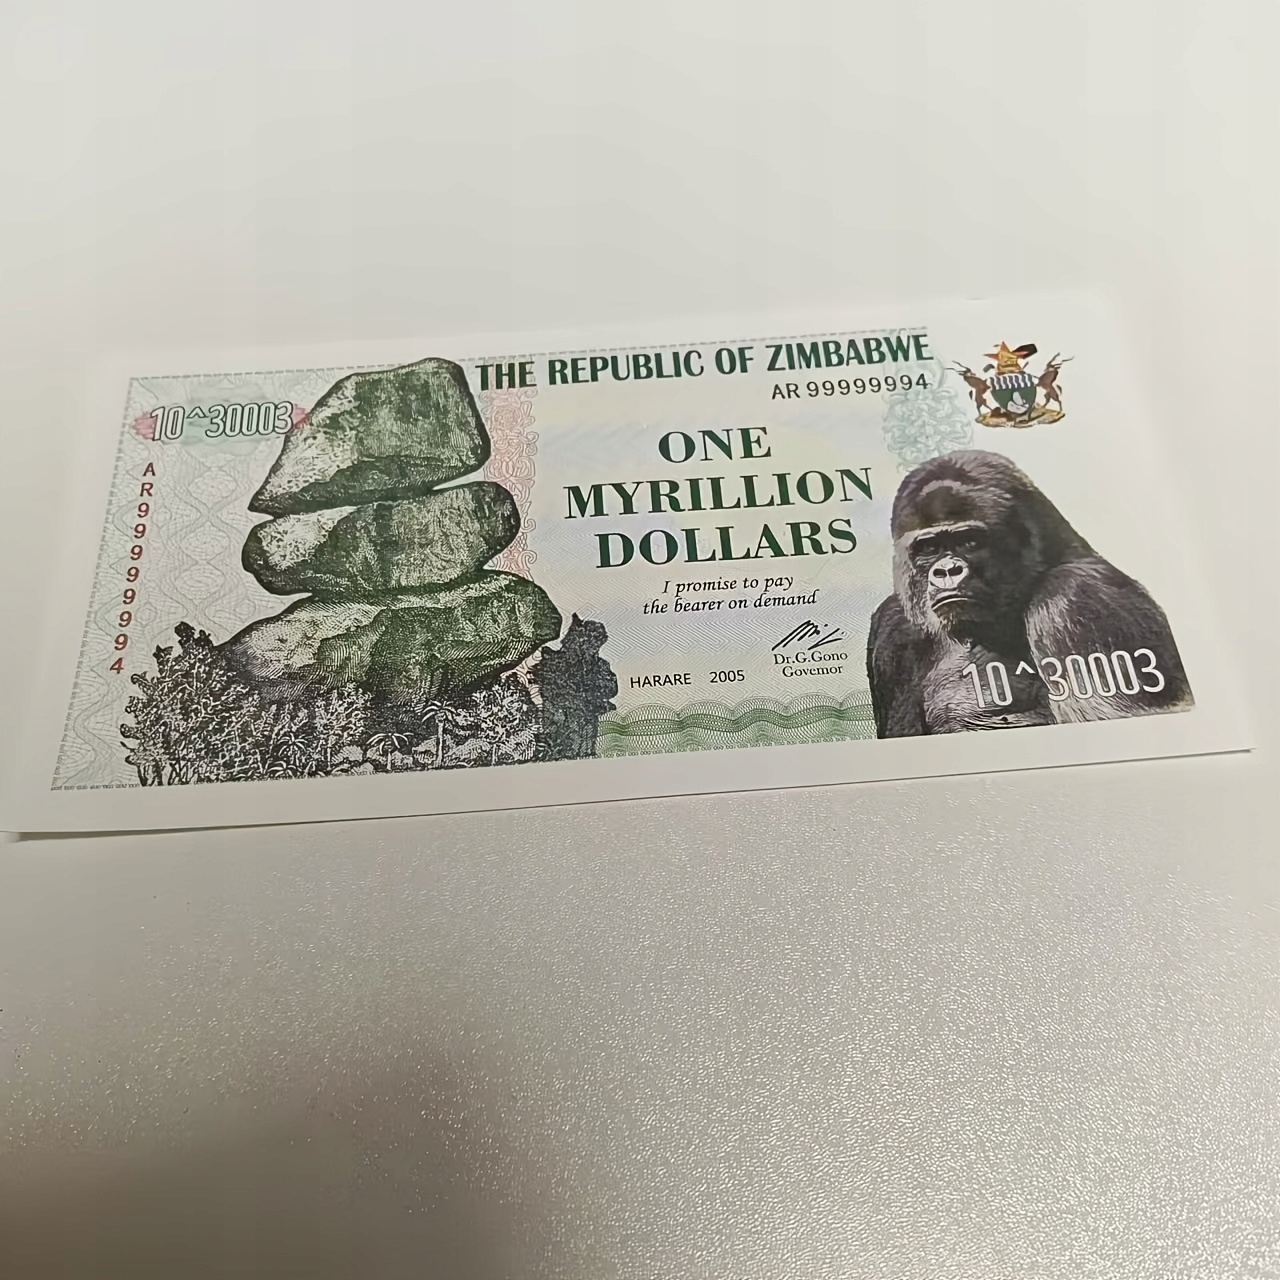 THE REPUBLIC OF ZIMBABWE
AR 99999994
10^30003
AR99999994
ONE
MYRILLION
DOLLARS
I promise to pay
the bearer on demand
Dr.G.Gono
Governor
HARARE 2005
10^30003